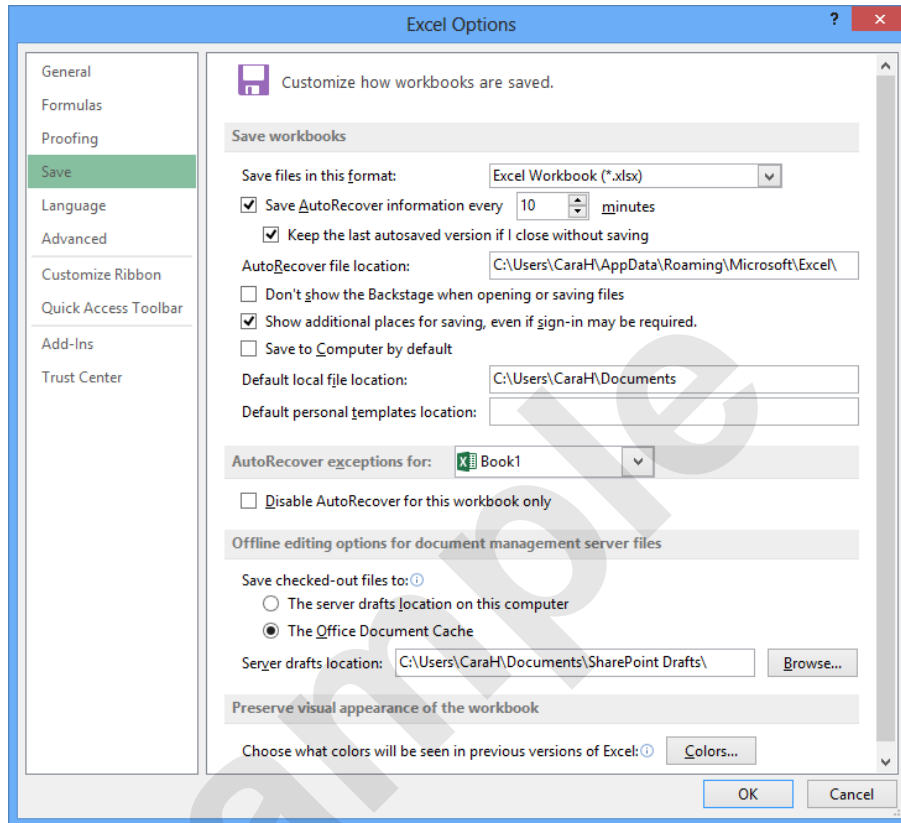 Excel Options
?
×
General
Formulas
Proofing
Save
Language
Advanced
Customize Ribbon
Quick Access Toolbar
Add-Ins
Trust Center
Customize how workbooks are saved.
Save workbooks
Save files in this format: Excel Workbook (*.xlsx)
Save AutoRecover information every 10 minutes
Keep the last autosaved version if I close without saving
AutoRecover file location: C:\Users\CaraH\AppData\Roaming\Microsoft\Excel\
Don't show the Backstage when opening or saving files
Show additional places for saving, even if sign-in may be required.
Save to Computer by default
Default local file location: C:\Users\CaraH\Documents
Default personal templates location:
AutoRecover exceptions for: Book1
Disable AutoRecover for this workbook only
Offline editing options for document management server files
Save checked-out files to:
The server drafts location on this computer
The Office Document Cache
Server drafts location: C:\Users\CaraH\Documents\SharePoint Drafts\ Browse...
Preserve visual appearance of the workbook
Choose what colors will be seen in previous versions of Excel: Colors...
OK Cancel
ample